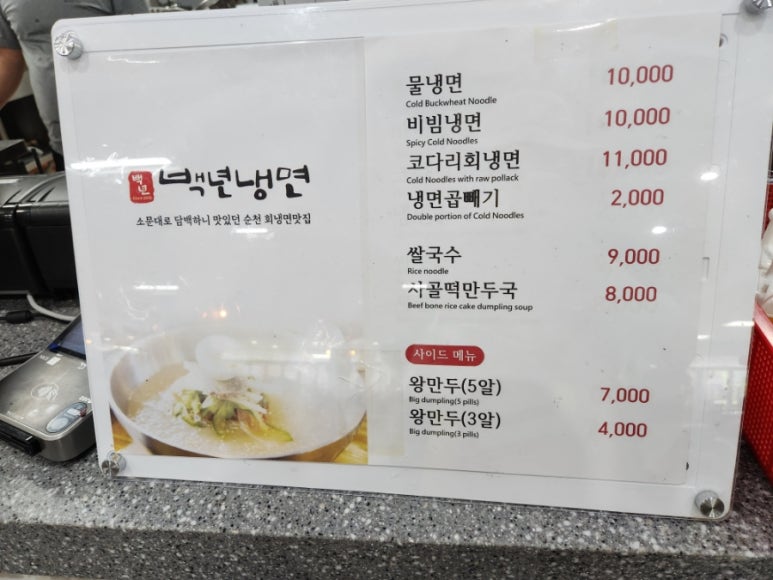 백년
백년냉면
소문대로 담백하니 맛있던 순천 회냉면맛집
물냉면 10,000
Cold Buckwheat Noodle
비빔냉면 10,000
Spicy Cold Noodles
코다리회냉면 11,000
Cold Noodles with raw pollack
냉면곱빼기 2,000
Double portion of Cold Noodles
쌀국수 9,000
Rice noodle
사골떡만두국 8,000
Beef bone rice cake dumpling soup
사이드 메뉴
왕만두(5알) 7,000
Big dumpling(5 pills)
왕만두(3알) 4,000
Big dumpling(3 pills)